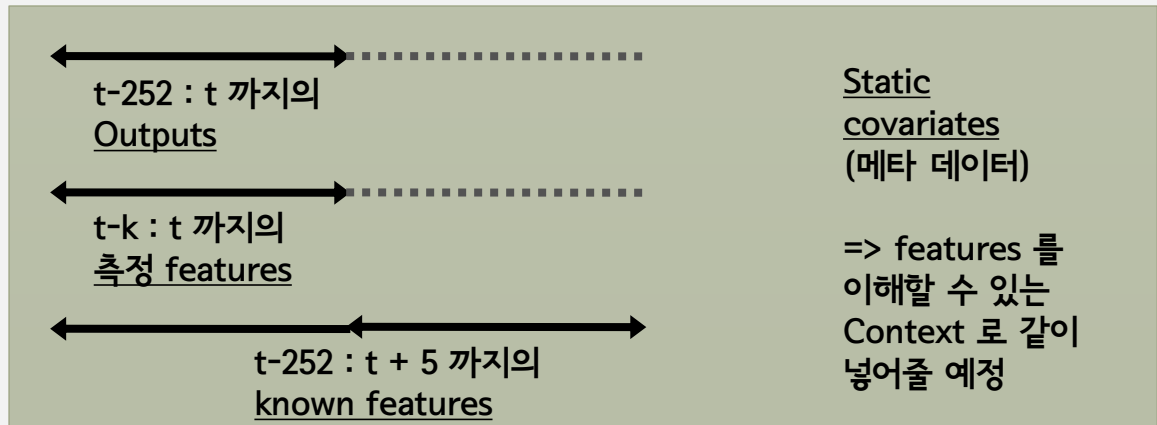 t-252 : t 까지의
Outputs
t-k : t 까지의
측정 features
t-252 : t + 5 까지의
known features
Static
covariates
(메타 데이터)
=> features 를
이해할 수 있는
Context 로 같이
넣어줄 예정